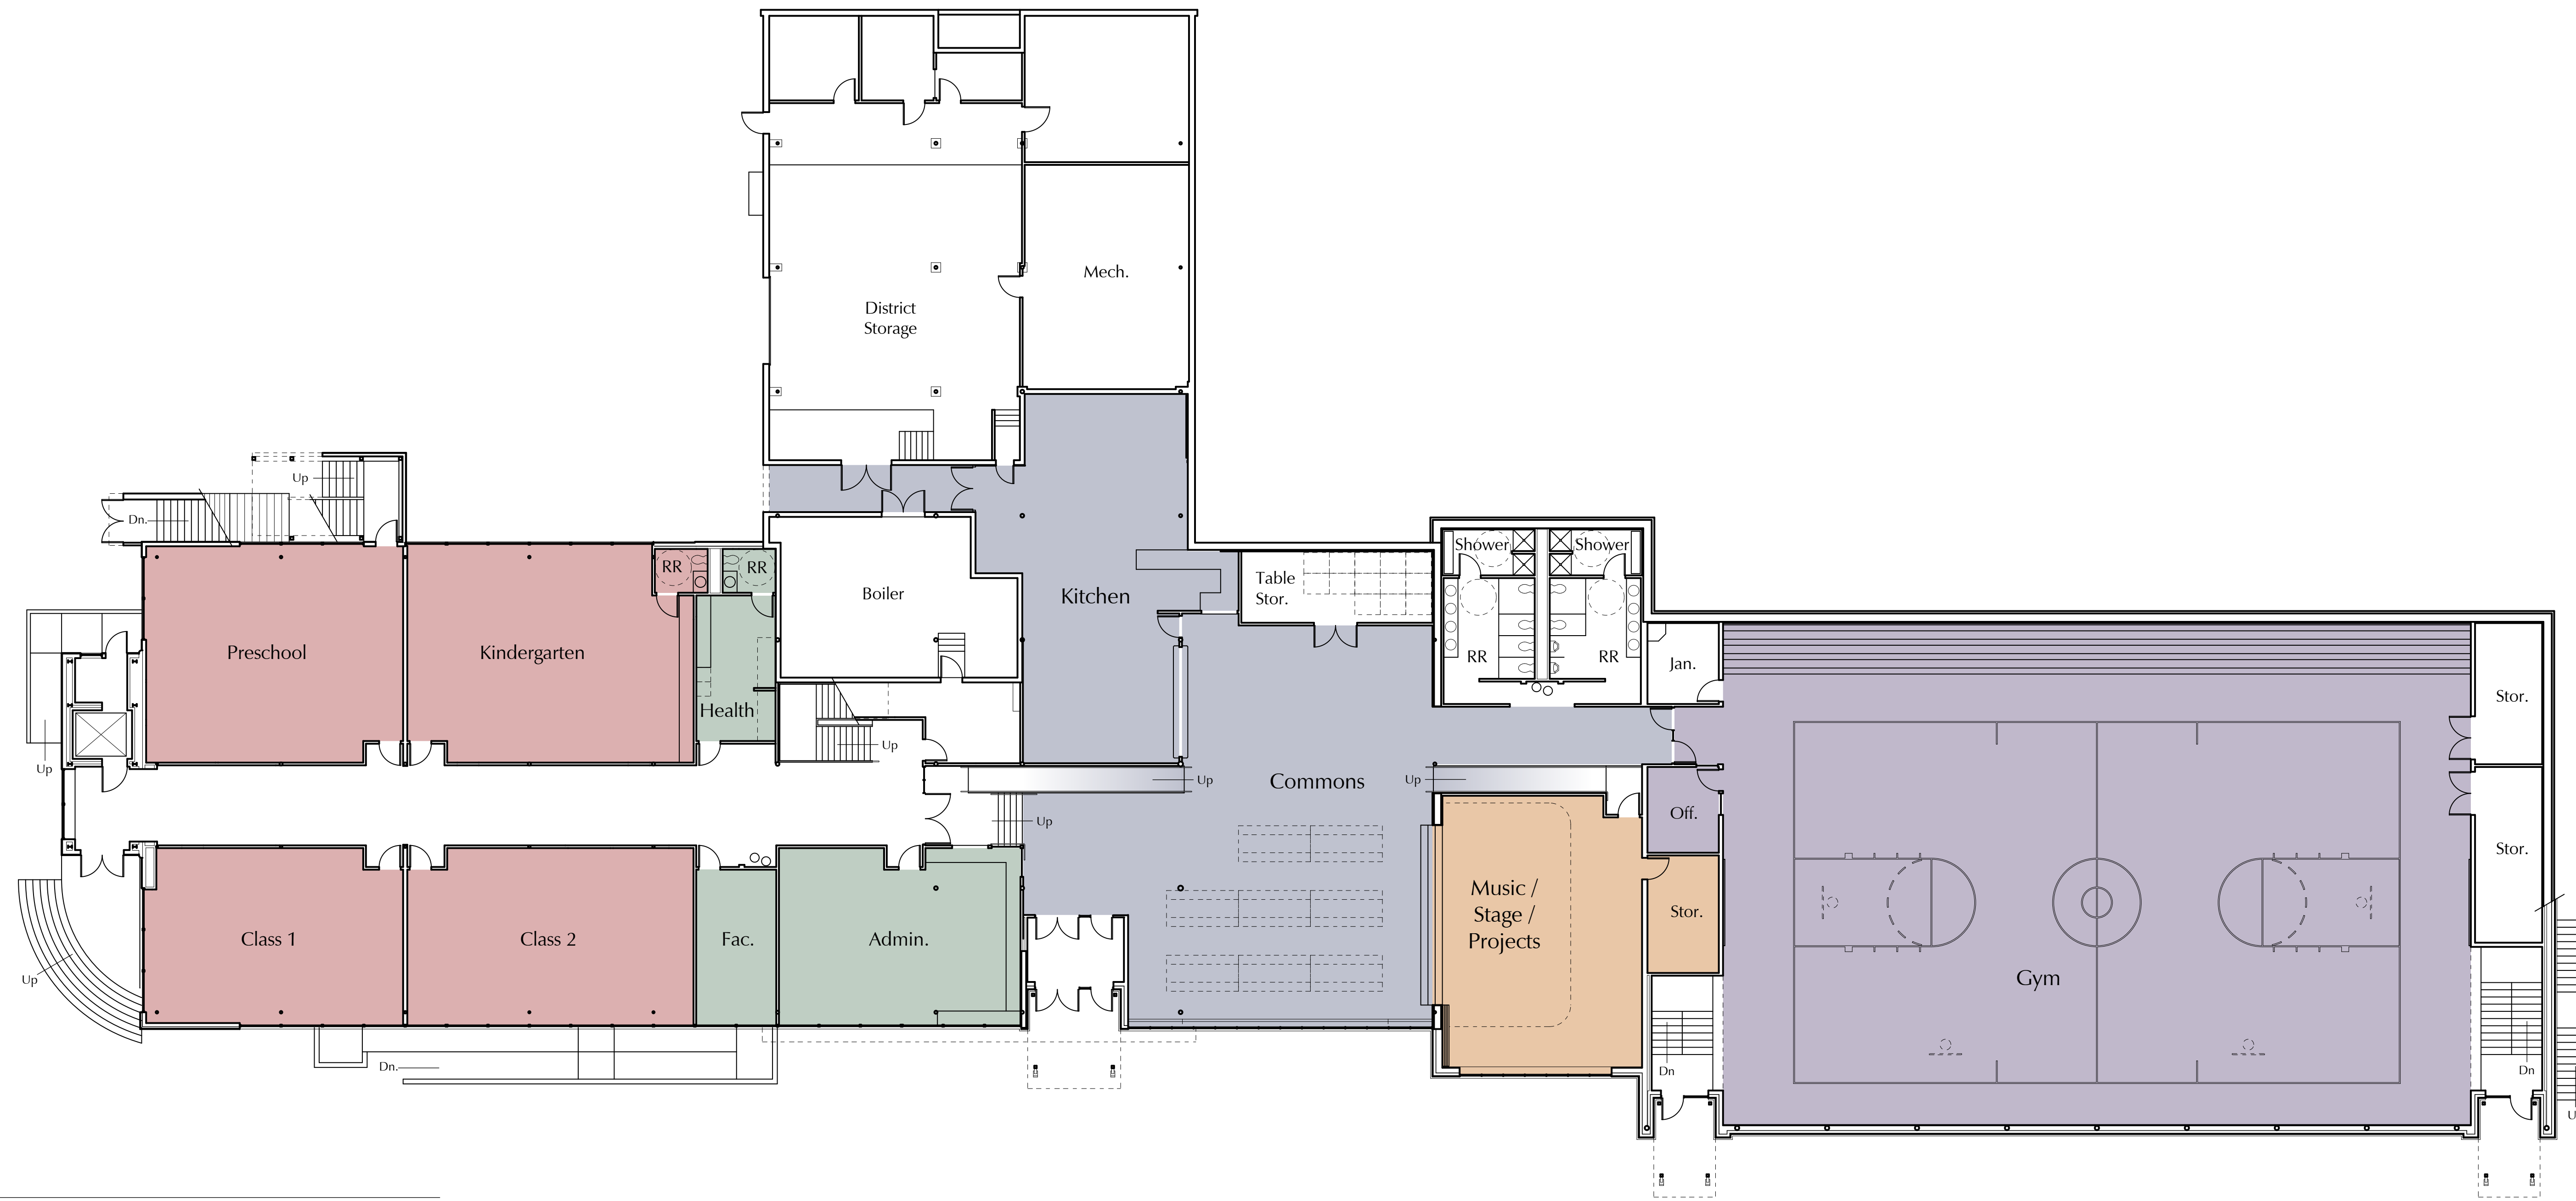 Mech.
District
Storage
Up
Dn.
Shower
Shower
RR
RR
Table
Stor.
Boiler
Kitchen
Preschool
Kindergarten
RR
RR
Jan.
Stor.
Health
Up
Up
Up
Commons
Up
Up
Off.
Stor.
Music /
Stage /
Projects
Stor.
Class 1
Class 2
Fac.
Admin.
Gym
Up
Dn.
Dn
Dn